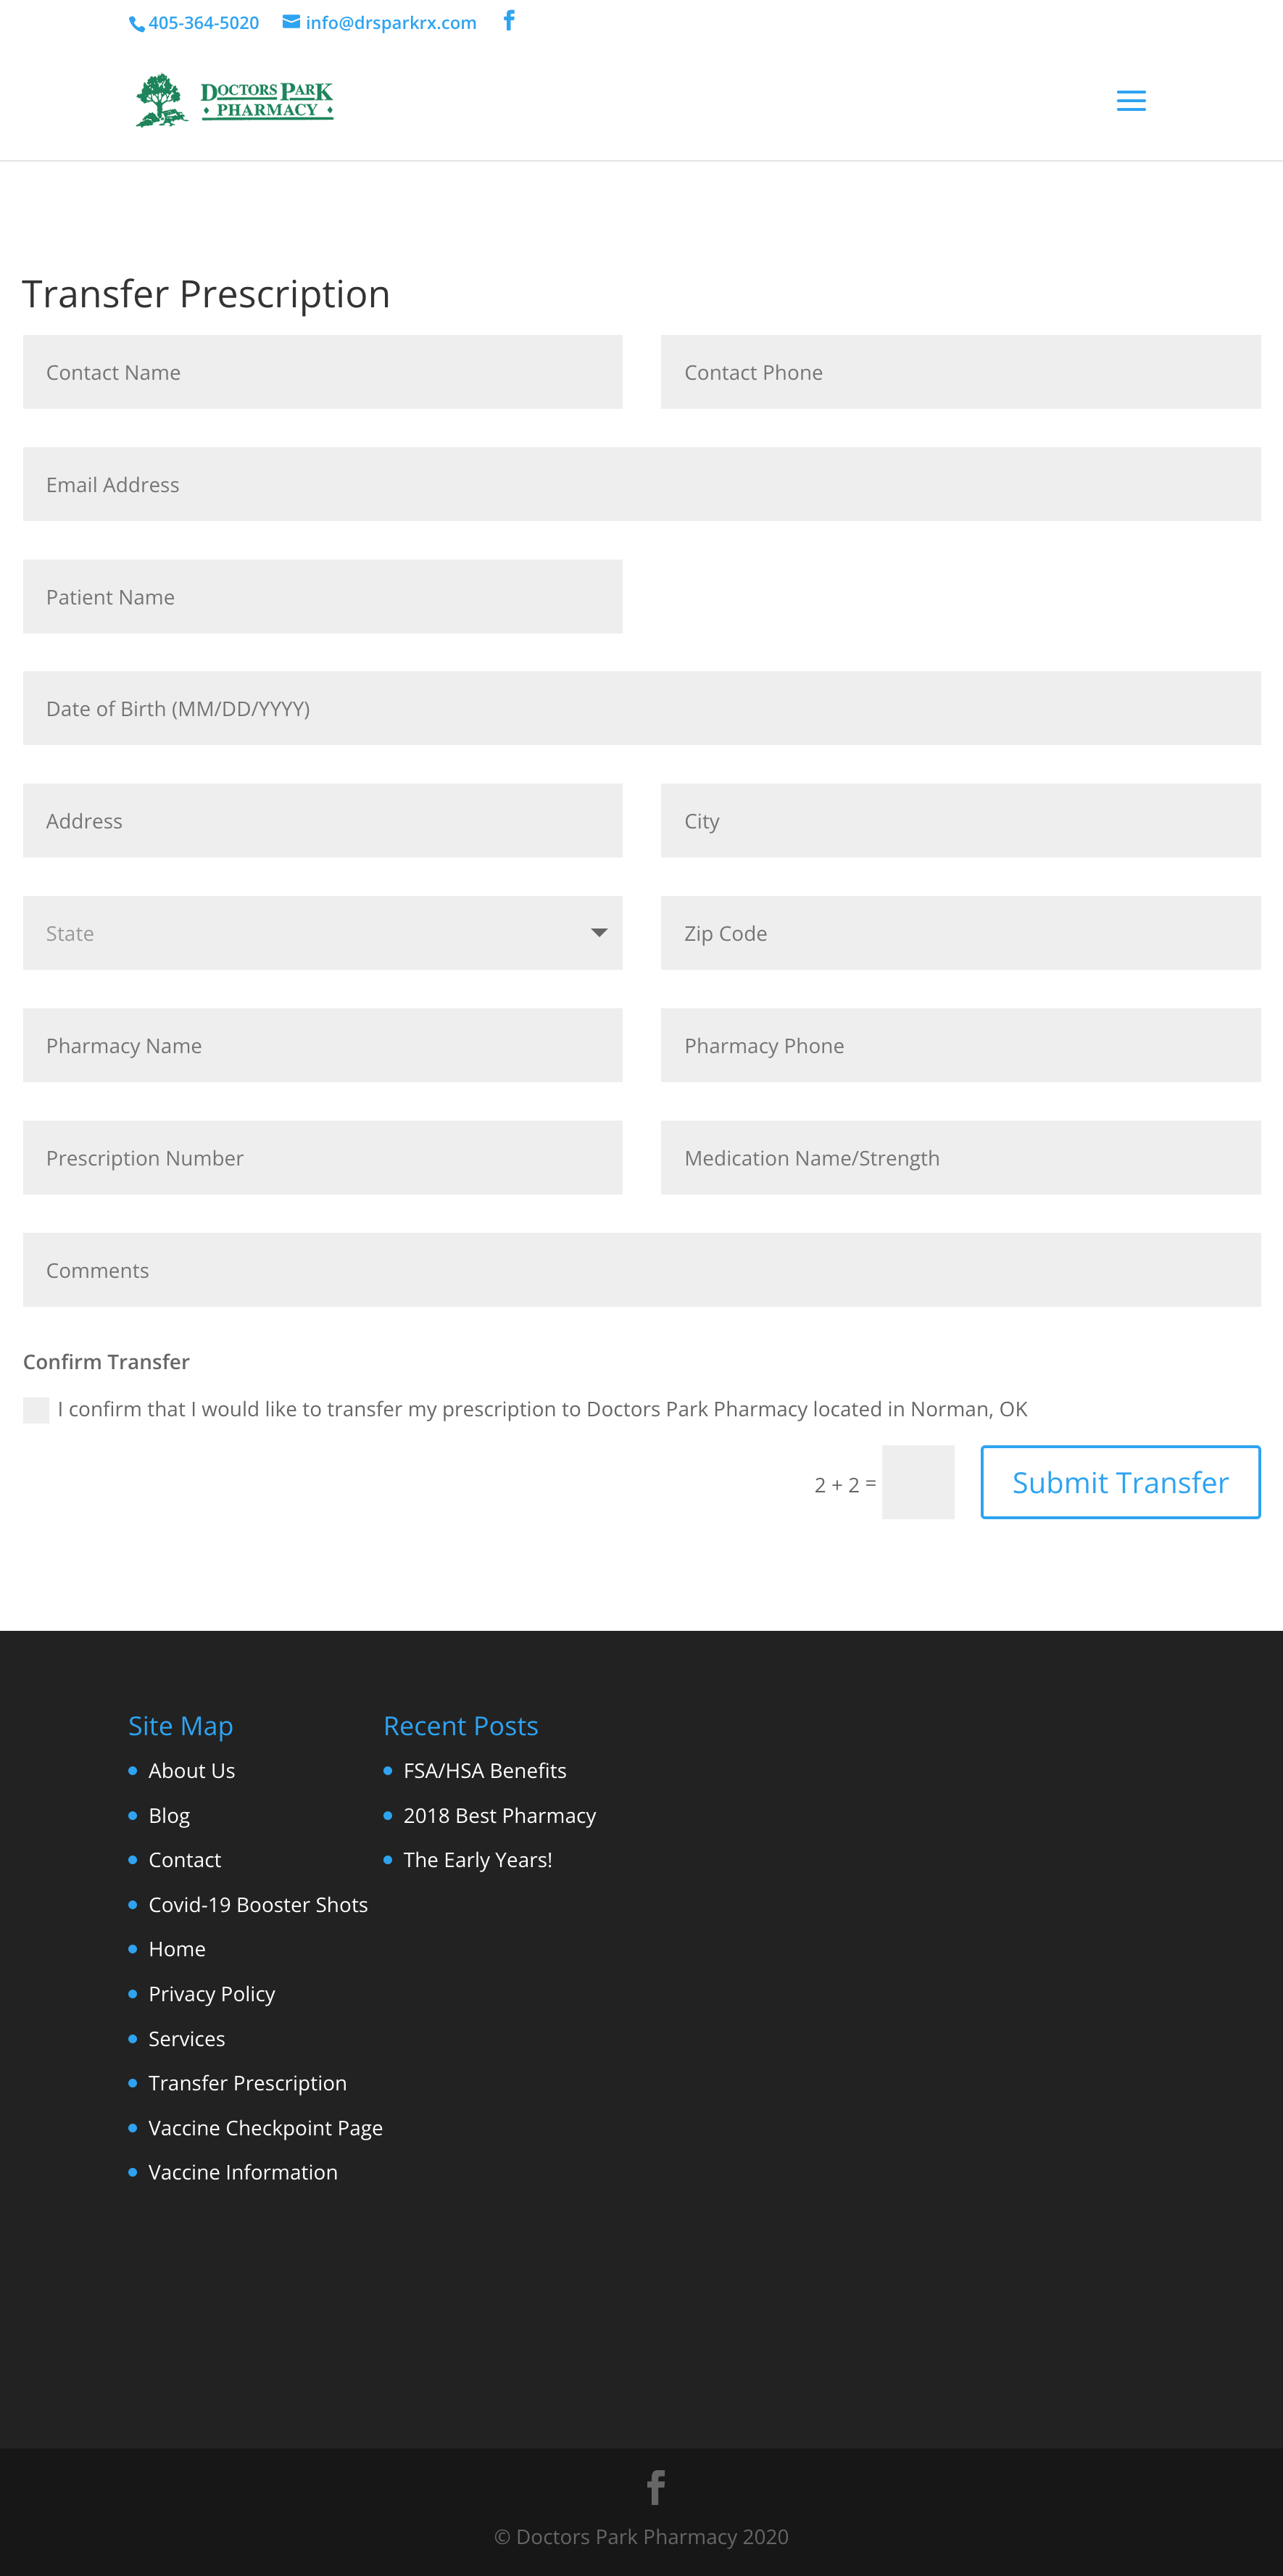 405-364-5020 info@drsparkrx.com
DOCTORS PARK
PHARMACY
Transfer Prescription
Contact Name Contact Phone
Email Address
Patient Name
Date of Birth (MM/DD/YYYY)
Address City
State Zip Code
Pharmacy Name Pharmacy Phone
Prescription Number Medication Name/Strength
Comments
Confirm Transfer
I confirm that I would like to transfer my prescription to Doctors Park Pharmacy located in Norman, OK
2 + 2 = Submit Transfer
Site Map
About Us
Blog
Contact
Covid-19 Booster Shots
Home
Privacy Policy
Services
Transfer Prescription
Vaccine Checkpoint Page
Vaccine Information
Recent Posts
FSA/HSA Benefits
2018 Best Pharmacy
The Early Years!
© Doctors Park Pharmacy 2020